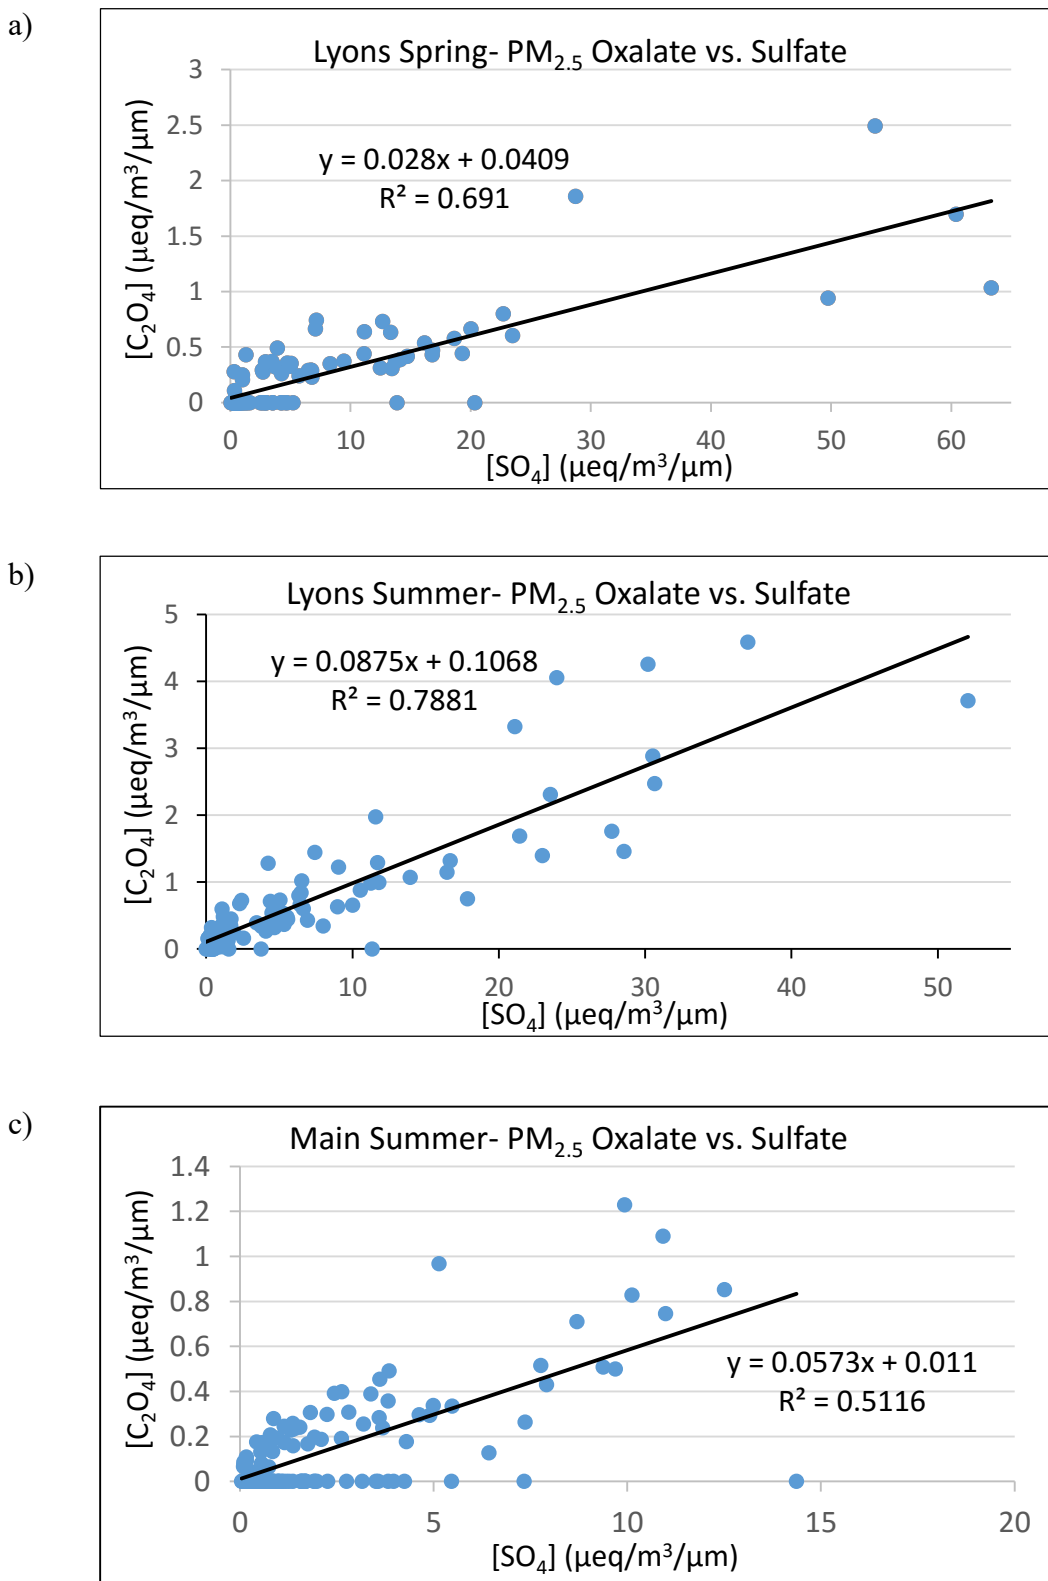 a)
Lyons Spring- PM2.5 Oxalate vs. Sulfate
[C2O4] (µeq/m³/µm)
3
2.5
2
1.5
1
0.5
0
y = 0.028x + 0.0409
R² = 0.691
0 10 20 30 40 50 60
[SO4] (µeq/m³/µm)
b)
Lyons Summer- PM2.5 Oxalate vs. Sulfate
[C2O4] (µeq/m³/µm)
5
4
3
2
1
0
y = 0.0875x + 0.1068
R² = 0.7881
0 10 20 30 40 50
[SO4] (µeq/m³/µm)
c)
Main Summer- PM2.5 Oxalate vs. Sulfate
[C2O4] (µeq/m³/µm)
1.4
1.2
1
0.8
0.6
0.4
0.2
0
y = 0.0573x + 0.011
R² = 0.5116
0 5 10 15 20
[SO4] (µeq/m³/µm)